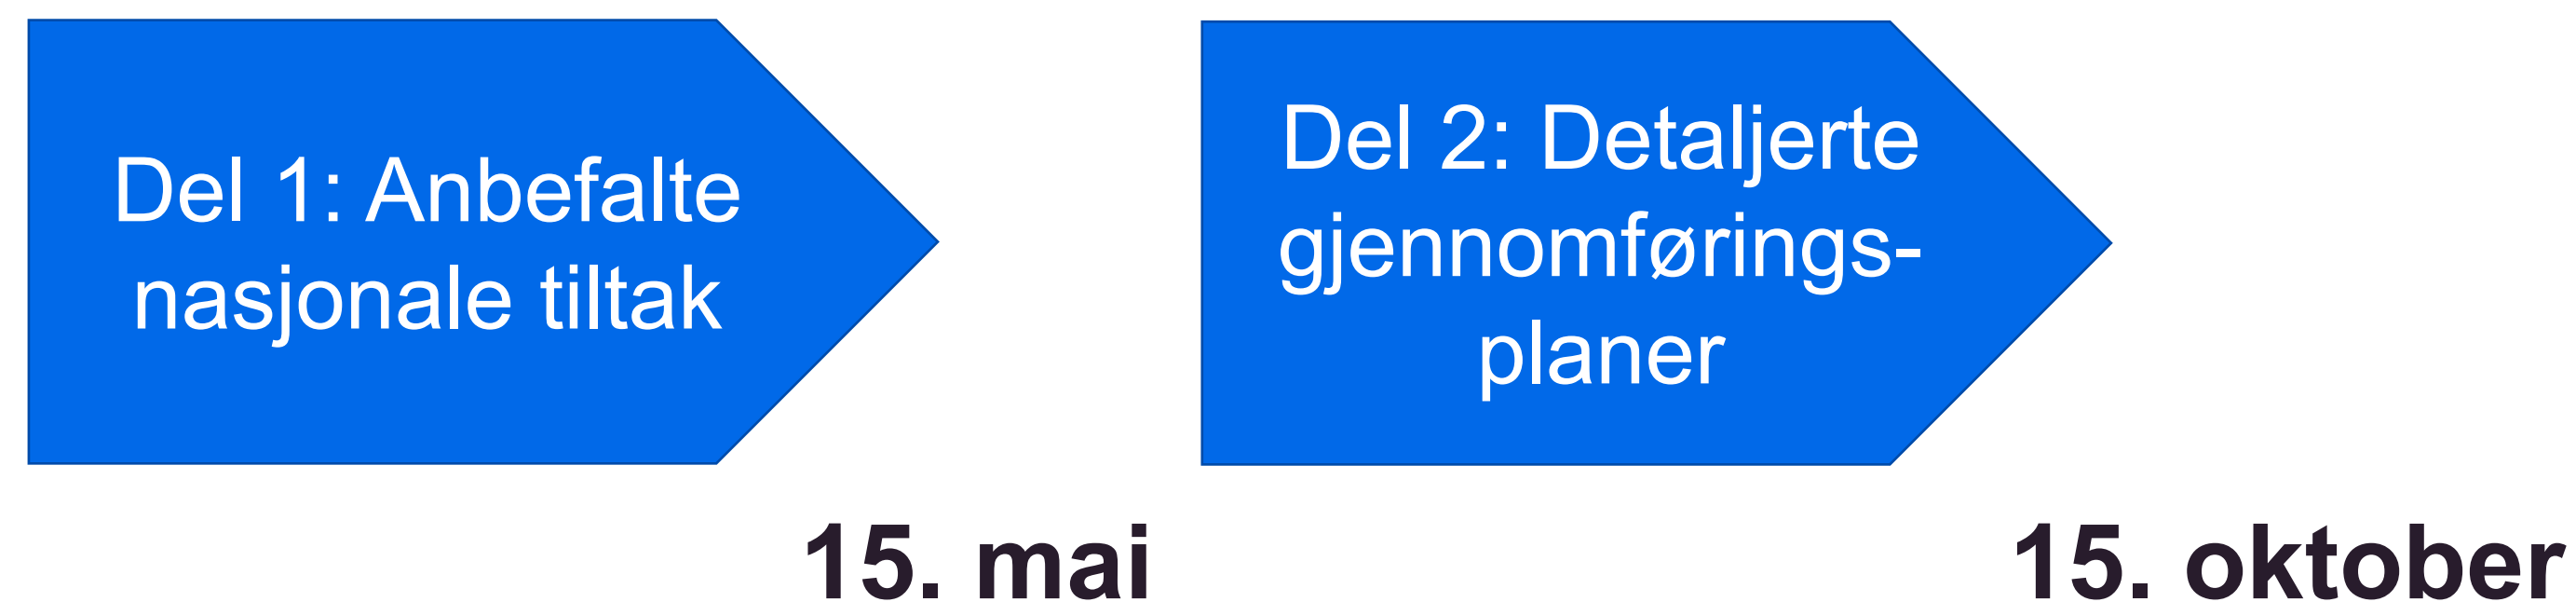 Del 1: Anbefalte
nasjonale tiltak
Del 2: Detaljerte
gjennomførings-
planer
15. mai
15. oktober